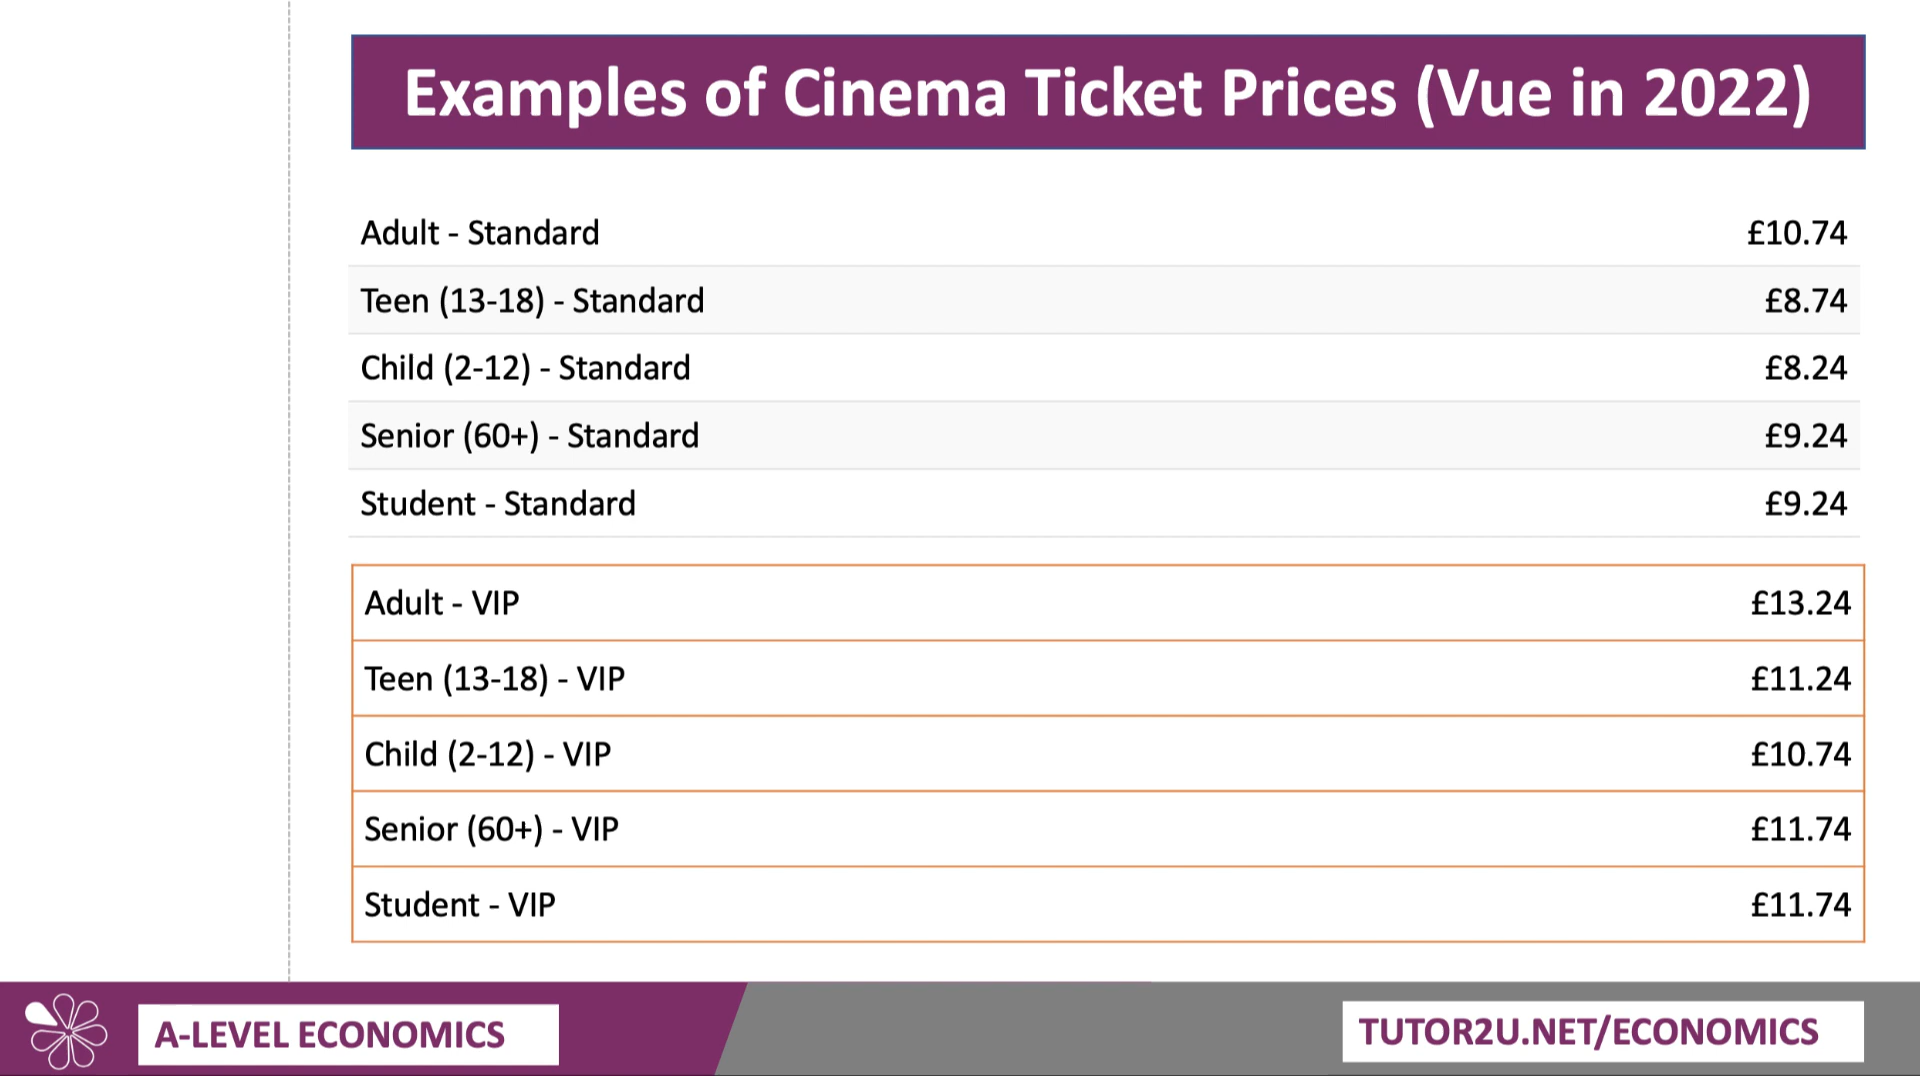 Examples of Cinema Ticket Prices (Vue in 2022)
Adult - Standard £10.74
Teen (13-18) - Standard £8.74
Child (2-12) - Standard £8.24
Senior (60+) - Standard £9.24
Student - Standard £9.24
Adult - VIP £13.24
Teen (13-18) - VIP £11.24
Child (2-12) - VIP £10.74
Senior (60+) - VIP £11.74
Student - VIP £11.74
A-LEVEL ECONOMICS
TUTOR2U.NET/ECONOMICS